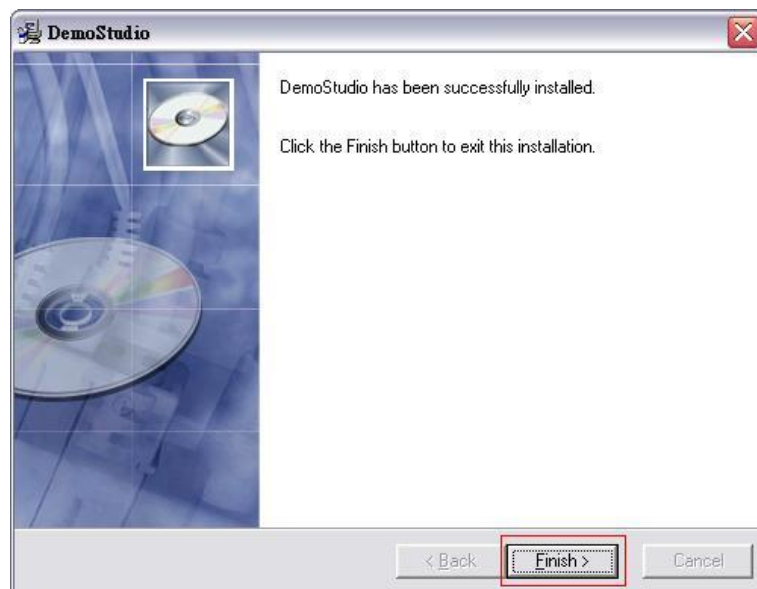 DemoStudio
DemoStudio has been successfully installed.
Click the Finish button to exit this installation.
< Back
Finish >
Cancel